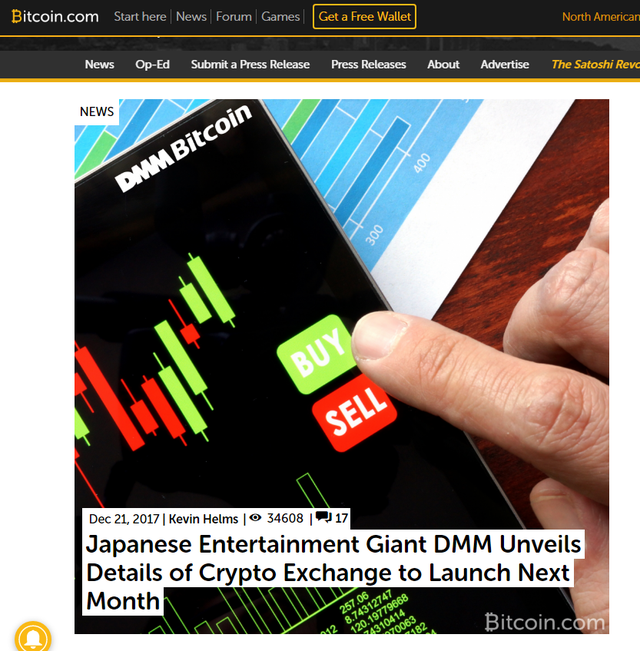 Bitcoin.com Start here News Forum Games Get a Free Wallet North American
News Op-Ed Submit a Press Release Press Releases About Advertise The Satoshi Revo
NEWS
DMM Bitcoin
400
300
BUY
SELL
Dec 21, 2017 | Kevin Helms | 34608 | 17
Japanese Entertainment Giant DMM Unveils
Details of Crypto Exchange to Launch Next
Month
257.06
8.74312747
120.19779668
Bitcoin.com